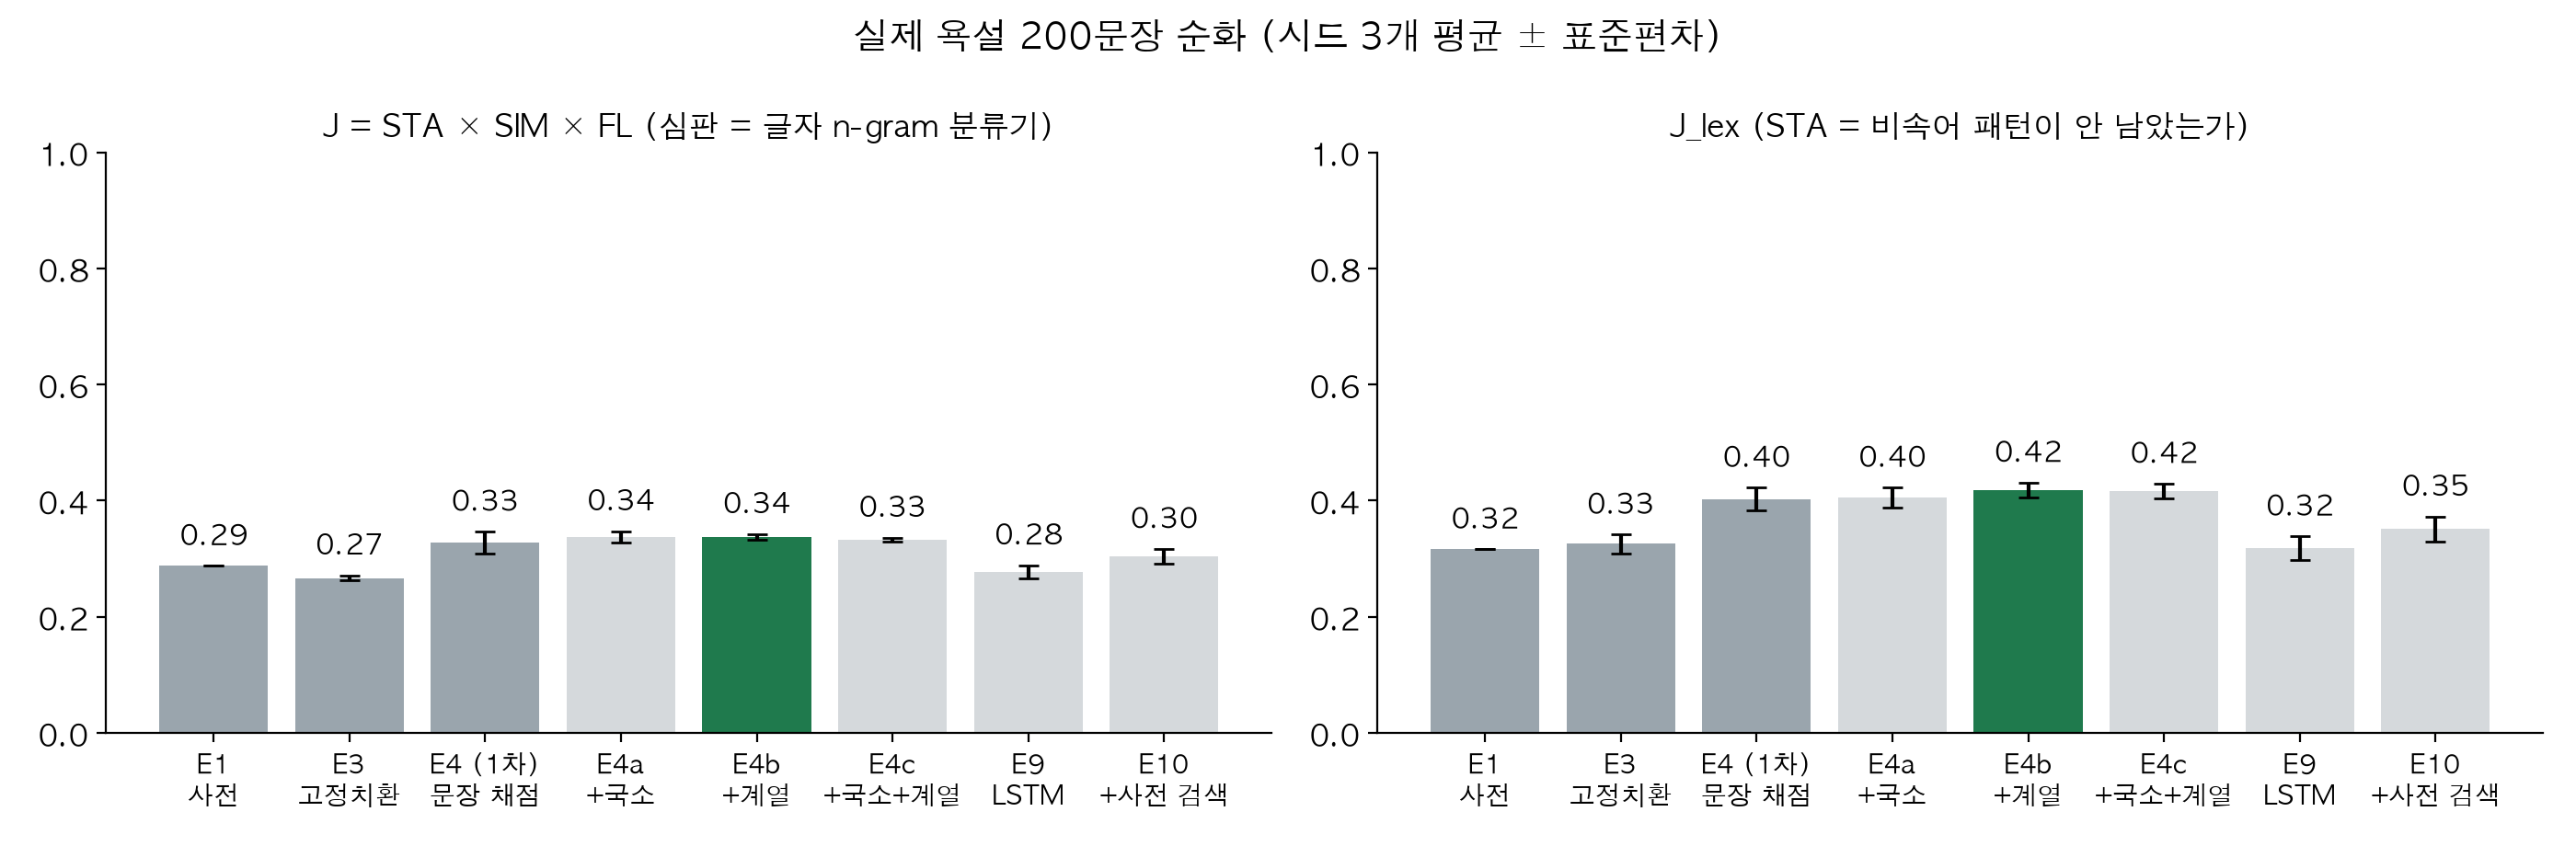 실제 욕설 200문장 순화 (시드 3개 평균 ± 표준편차)
J = STA × SIM × FL (심판 = 글자 n-gram 분류기)
1.0
0.8
0.6
0.4
0.2
0.0
0.29
0.27
0.33
0.34
0.34
0.33
0.28
0.30
E1
사전
E3
고정치환
E4 (1차)
문장 채점
E4a
+국소
E4b
+계열
E4c
+국소+계열
E9
LSTM
E10
+사전 검색
J_lex (STA = 비속어 패턴이 안 남았는가)
1.0
0.8
0.6
0.4
0.2
0.0
0.32
0.33
0.40
0.40
0.42
0.42
0.32
0.35
E1
사전
E3
고정치환
E4 (1차)
문장 채점
E4a
+국소
E4b
+계열
E4c
+국소+계열
E9
LSTM
E10
+사전 검색